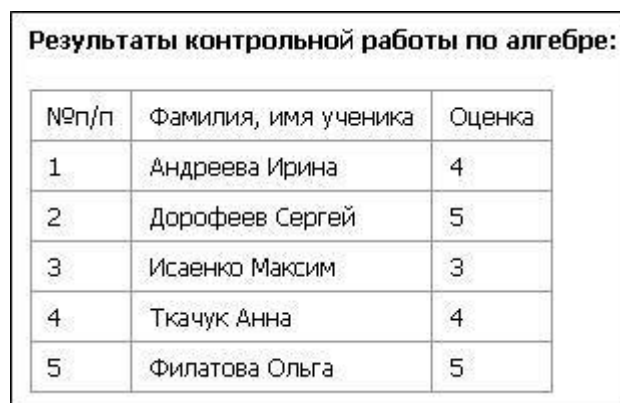 Результаты контрольной работы по алгебре:
№п/п Фамилия, имя ученика Оценка
1 Андреева Ирина 4
2 Дорофеев Сергей 5
3 Исаенко Максим 3
4 Ткачук Анна 4
5 Филатова Ольга 5